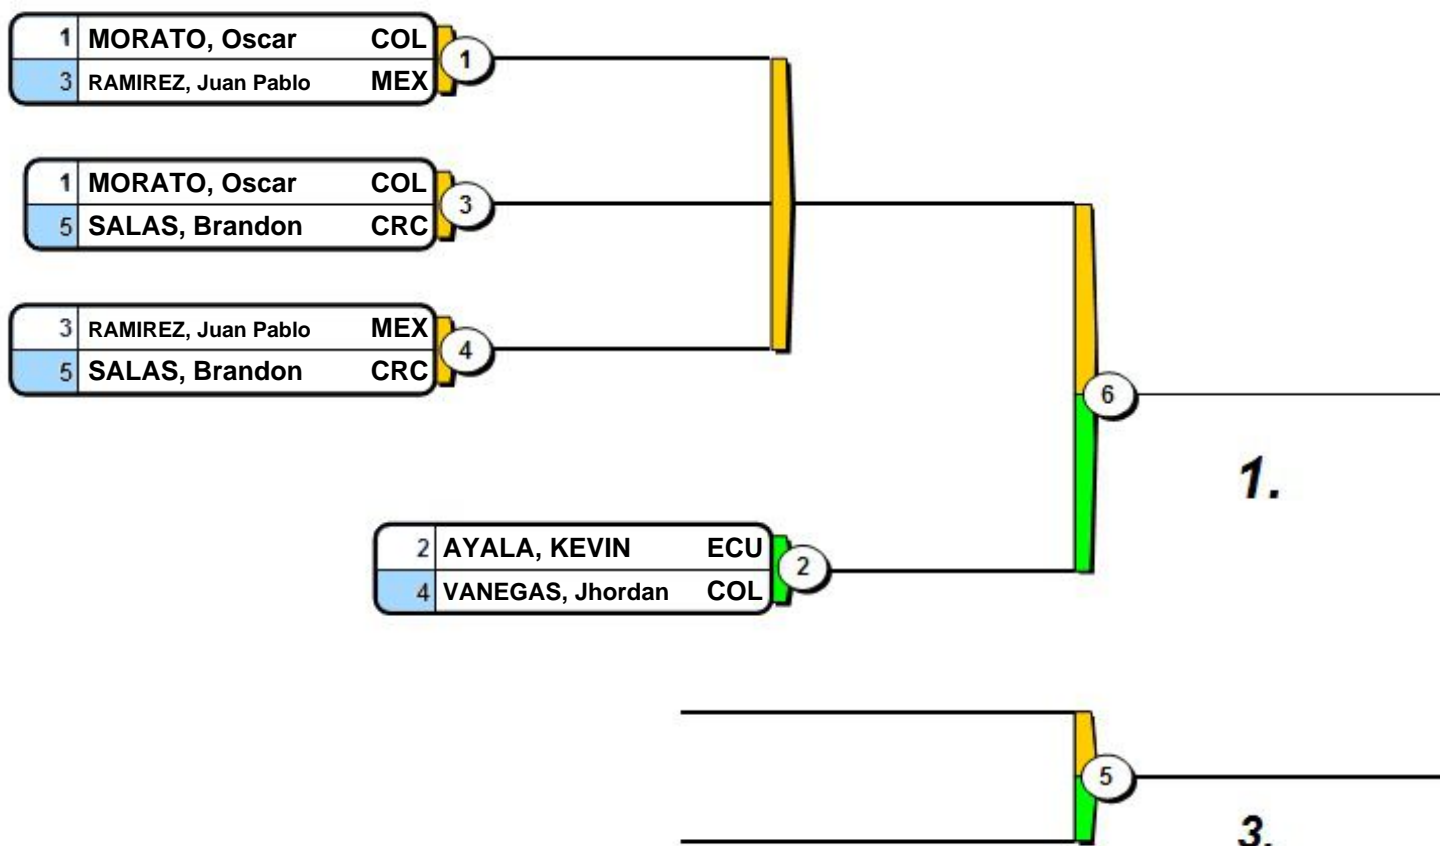 1 MORATO, Oscar COL
3 RAMIREZ, Juan Pablo MEX
1
1 MORATO, Oscar COL
5 SALAS, Brandon CRC
3
3 RAMIREZ, Juan Pablo MEX
5 SALAS, Brandon CRC
4
6
1.
2 AYALA, KEVIN ECU
4 VANEGAS, Jhordan COL
2
5
3.